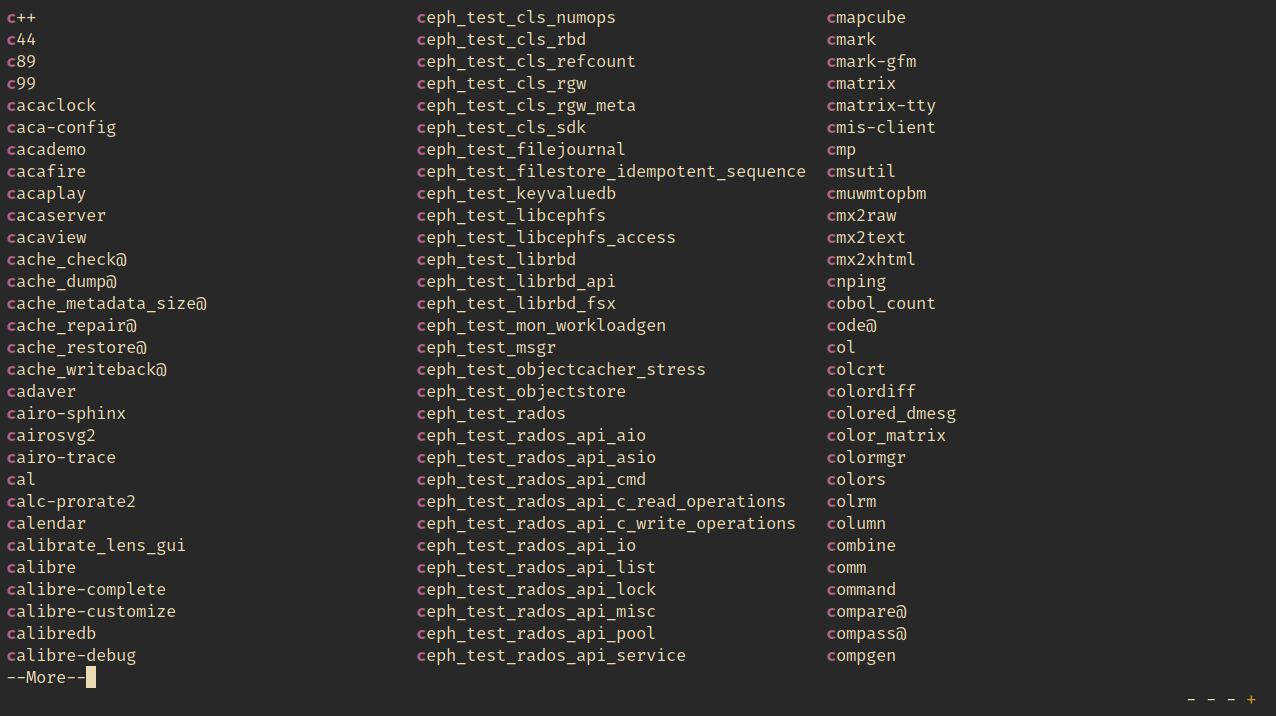 c++ ceph_test_cls_numops cmapcube
c44 ceph_test_cls_rbd cmark
c89 ceph_test_cls_refcount cmark-gfm
c99 ceph_test_cls_rgw cmatrix
cacaclock ceph_test_cls_rgw_meta cmatrix-tty
caca-config ceph_test_cls_sdk cmis-client
cacademo ceph_test_filejournal cmp
cacafire ceph_test_filestore_idempotent_sequence cmsutil
cacaplay ceph_test_keyvaluedb cmuwmtopbm
cacaserver ceph_test_libcephfs cmx2raw
cacaview ceph_test_libcephfs_access cmx2text
cache_check@ ceph_test_librbd cmx2xhtml
cache_dump@ ceph_test_librbd_api cnping
cache_metadata_size@ ceph_test_librbd_fsx cobol_count
cache_repair@ ceph_test_mon_workloadgen code@
cache_restore@ ceph_test_msgr col
cache_writeback@ ceph_test_objectcacher_stress colcrt
cadaver ceph_test_objectstore colordiff
cairo-sphinx ceph_test_rados colored_dmesg
cairosvg2 ceph_test_rados_api_aio color_matrix
cairo-trace ceph_test_rados_api_asio colormgr
cal ceph_test_rados_api_cmd colors
calc-prorate2 ceph_test_rados_api_c_read_operations colrm
calendar ceph_test_rados_api_c_write_operations column
calibrate_lens_gui ceph_test_rados_api_io combine
calibre ceph_test_rados_api_list comm
calibre-complete ceph_test_rados_api_lock command
calibre-customize ceph_test_rados_api_misc compare@
calibredb ceph_test_rados_api_pool compass@
calibre-debug ceph_test_rados_api_service compgen
--More--
- - - +